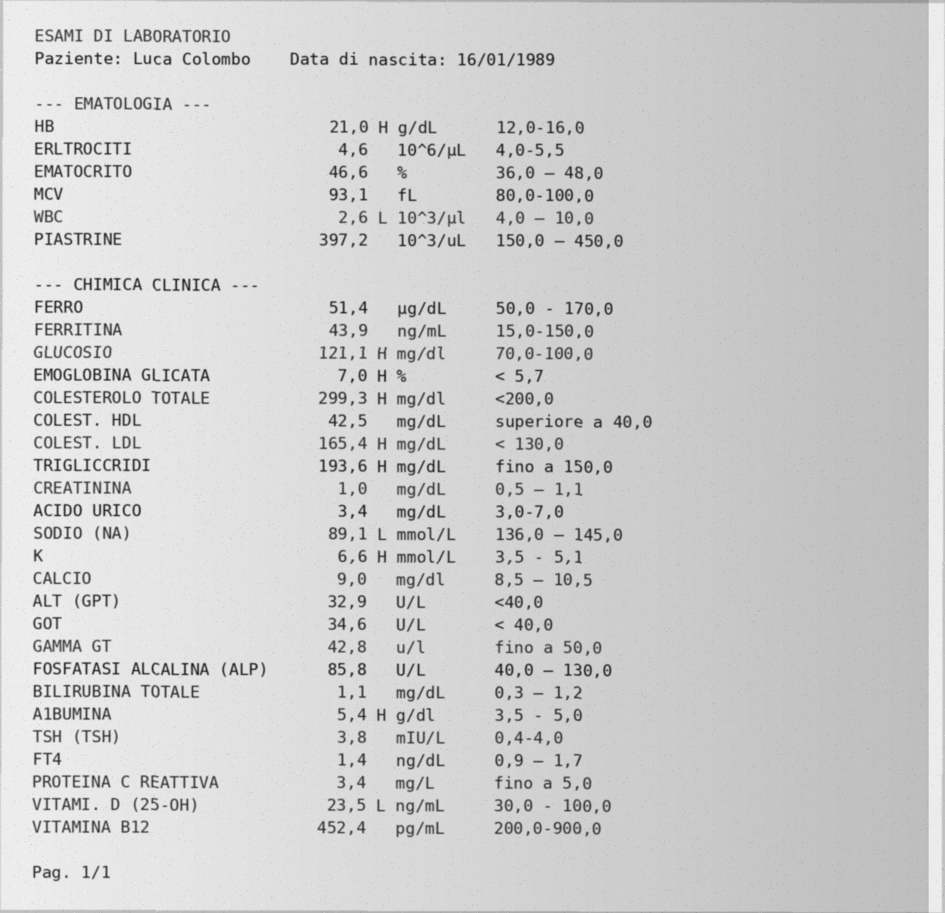 ESAMI DI LABORATORIO
Paziente: Luca Colombo    Data di nascita: 16/01/1989
--- EMATOLOGIA ---
HB 21,0 H g/dL 12,0-16,0
ERLTROCITI 4,6 10^6/µL 4,0-5,5
EMATOCRITO 46,6 % 36,0 – 48,0
MCV 93,1 fL 80,0-100,0
WBC 2,6 L 10^3/µl 4,0 – 10,0
PIASTRINE 397,2 10^3/uL 150,0 – 450,0
--- CHIMICA CLINICA ---
FERRO 51,4 µg/dL 50,0 - 170,0
FERRITINA 43,9 ng/mL 15,0-150,0
GLUCOSIO 121,1 H mg/dl 70,0-100,0
EMOGLOBINA GLICATA 7,0 H % < 5,7
COLESTEROLO TOTALE 299,3 H mg/dl <200,0
COLEST. HDL 42,5 mg/dL superiore a 40,0
COLEST. LDL 165,4 H mg/dL < 130,0
TRIGLICCRIDI 193,6 H mg/dL fino a 150,0
CREATININA 1,0 mg/dL 0,5 – 1,1
ACIDO URICO 3,4 mg/dL 3,0-7,0
SODIO (NA) 89,1 L mmol/L 136,0 – 145,0
K 6,6 H mmol/L 3,5 - 5,1
CALCIO 9,0 mg/dl 8,5 – 10,5
ALT (GPT) 32,9 U/L <40,0
GOT 34,6 U/L < 40,0
GAMMA GT 42,8 u/l fino a 50,0
FOSFATASI ALCALINA (ALP) 85,8 U/L 40,0 – 130,0
BILIRUBINA TOTALE 1,1 mg/dL 0,3 – 1,2
A1BUMINA 5,4 H g/dl 3,5 - 5,0
TSH (TSH) 3,8 mIU/L 0,4-4,0
FT4 1,4 ng/dL 0,9 – 1,7
PROTEINA C REATTIVA 3,4 mg/L fino a 5,0
VITAMI. D (25-OH) 23,5 L ng/mL 30,0 - 100,0
VITAMINA B12 452,4 pg/mL 200,0-900,0
Pag. 1/1